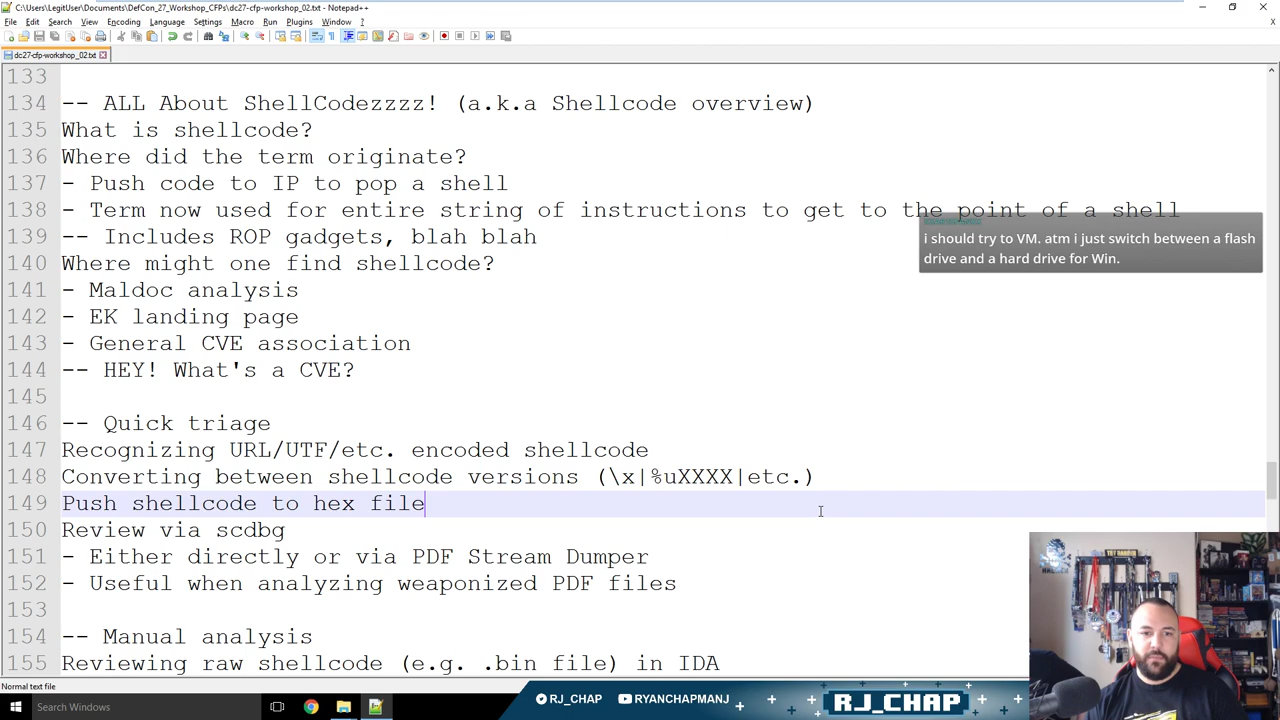 C:\Users\LegitUser\Documents\DefCon_27_Workshop_CFPs\dc27-cfp-workshop_02.txt - Notepad++
File Edit Search View Encoding Language Settings Macro Run Plugins Window ?
dc27-cfp-workshop_02.txt
133
134 -- ALL About ShellCodezzzz! (a.k.a Shellcode overview)
135 What is shellcode?
136 Where did the term originate?
137 - Push code to IP to pop a shell
138 - Term now used for entire string of instructions to get to the point of a shell
139 -- Includes ROP gadgets, blah blah
i should try to VM. atm i just switch between a flash
drive and a hard drive for Win.
140 Where might one find shellcode?
141 - Maldoc analysis
142 - EK landing page
143 - General CVE association
144 -- HEY! What's a CVE?
145
146 -- Quick triage
147 Recognizing URL/UTF/etc. encoded shellcode
148 Converting between shellcode versions (\x|%uXXXX|etc.)
149 Push shellcode to hex file
150 Review via scdbg
151 - Either directly or via PDF Stream Dumper
152 - Useful when analyzing weaponized PDF files
153
154 -- Manual analysis
155 Reviewing raw shellcode (e.g. .bin file) in IDA
Normal text file
Search Windows
RJ_CHAP RYANCHAPMANJ RJ_CHAP